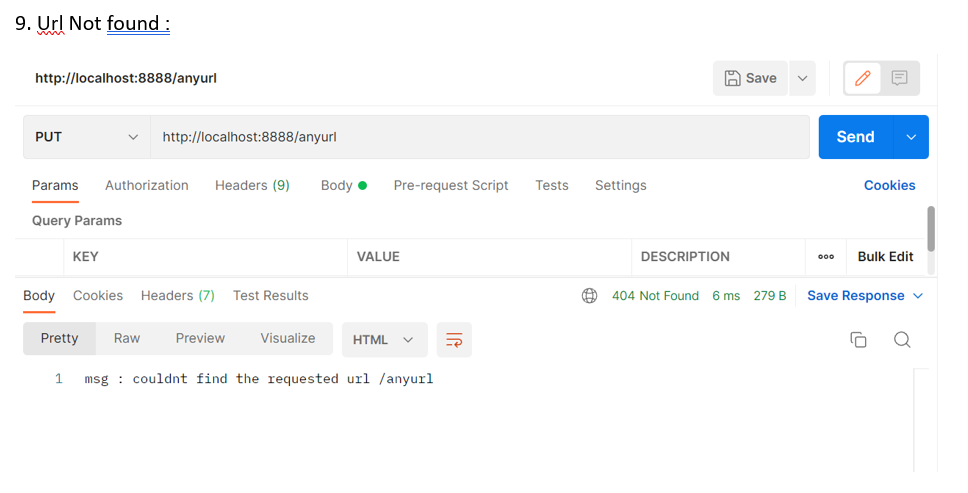 9. Url Not found :
http://localhost:8888/anyurl
Save
PUT
http://localhost:8888/anyurl
Send
Params Authorization Headers (9) Body Pre-request Script Tests Settings Cookies
Query Params
KEY VALUE DESCRIPTION Bulk Edit
Body Cookies Headers (7) Test Results 404 Not Found 6 ms 279 B Save Response
Pretty Raw Preview Visualize HTML
1 msg : couldnt find the requested url /anyurl